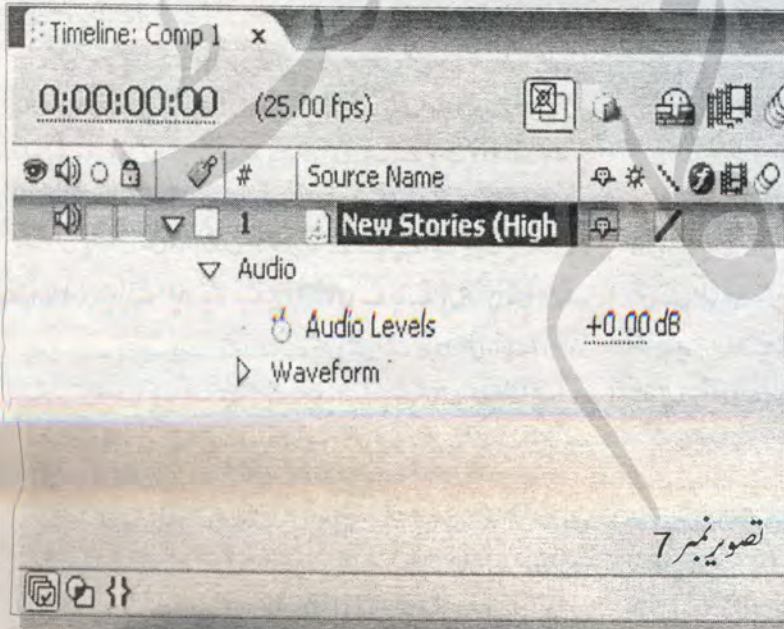 Timeline: Comp 1 x
0:00:00:00 (25.00 fps)
# Source Name
1 New Stories (High
Audio
Audio Levels +0.00 dB
Waveform
تصویر نمبر 7